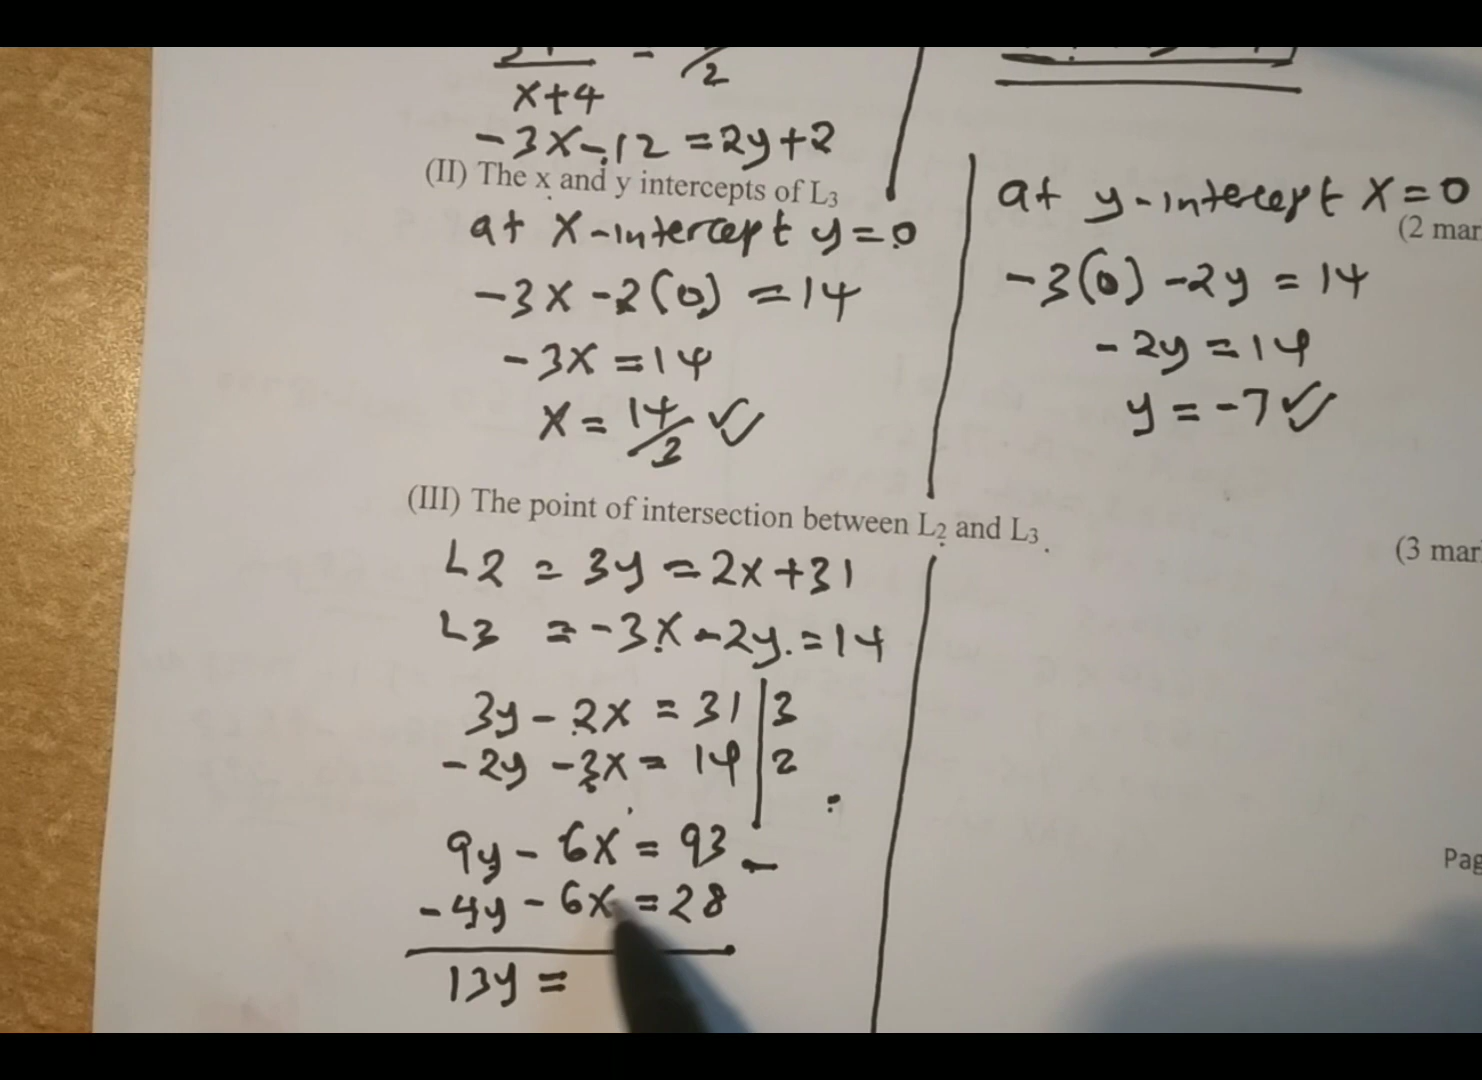 x+4
2
-3x-12 = 2y+2
(II) The x and y intercepts of L3
at x-intercept y=0
-3x -2(0) = 14
-3x = 14
x = 14/3 ✓
at y-intercept x=0
(2 mar
-3(0) -2y = 14
-2y = 14
y = -7 ✓
(III) The point of intersection between L2 and L3.
(3 mar
L2 = 3y = 2x+31
L3 = -3x-2y = 14
3y - 2x = 31 | 3
-2y -3x = 14 | 2
9y - 6x = 93 -
-4y - 6x = 28
13y =
Pag